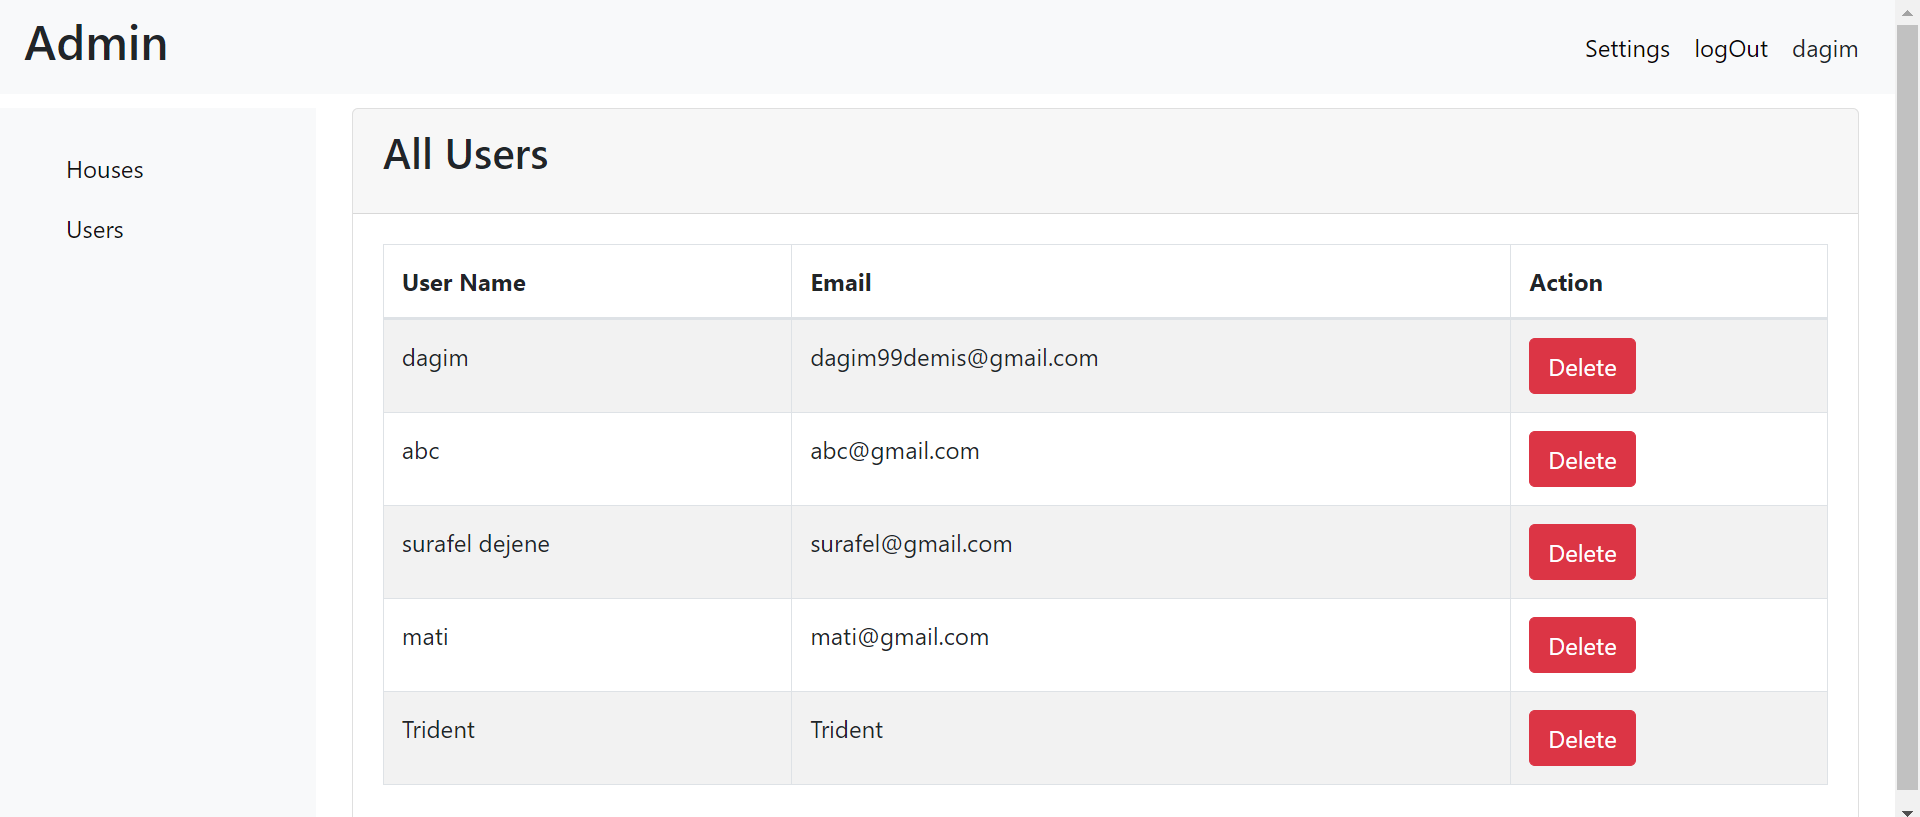 Admin
Settings logOut dagim
Houses
Users
All Users
User Name Email Action
dagim dagim99demis@gmail.com Delete
abc abc@gmail.com Delete
surafel dejene surafel@gmail.com Delete
mati mati@gmail.com Delete
Trident Trident Delete